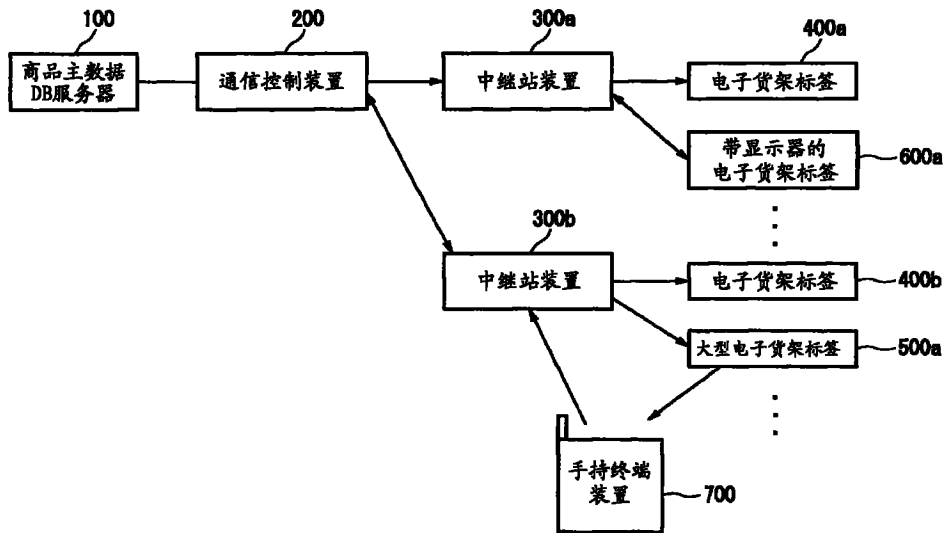 100
200
300a
400a
商品主数据
DB服务器
通信控制装置
中继站装置
电子货架标签
带显示器的
电子货架标签
600a
300b
中继站装置
电子货架标签
400b
大型电子货架标签
500a
手持终端
装置
700